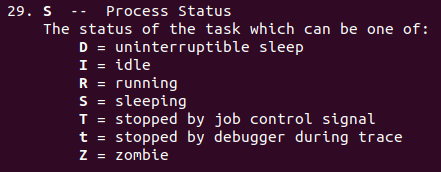 29. S  --  Process Status
The status of the task which can be one of:
D = uninterruptible sleep
I = idle
R = running
S = sleeping
T = stopped by job control signal
t = stopped by debugger during trace
Z = zombie